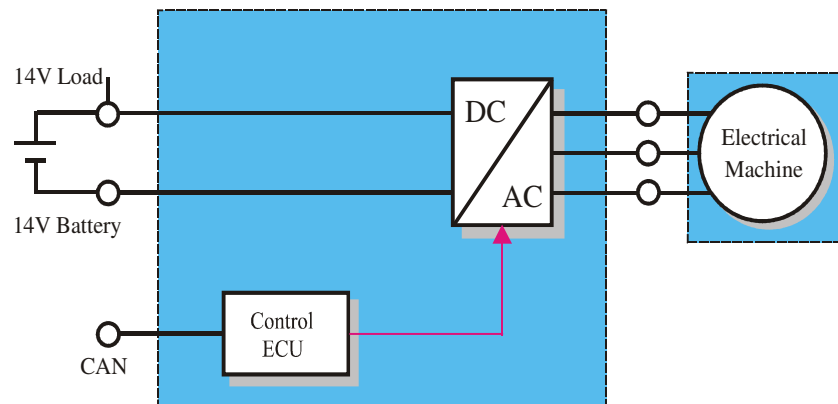 14V Load
DC
AC
Electrical
Machine
14V Battery
Control
ECU
CAN